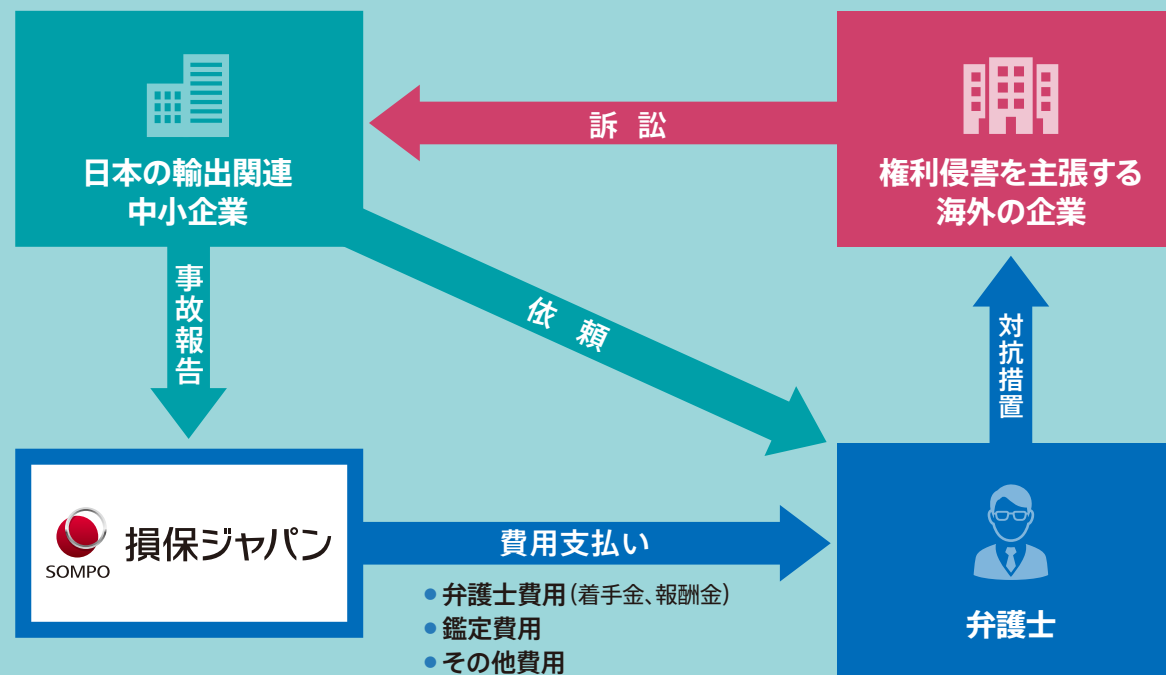 日本の輸出関連
中小企業
訴訟
権利侵害を主張する
海外の企業
事故報告
依頼
対抗措置
SOMPO
損保ジャパン
費用支払い
● 弁護士費用(着手金、報酬金)
● 鑑定費用
● その他費用
弁護士